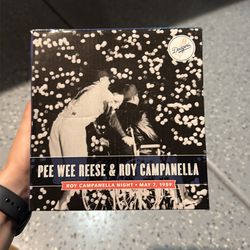 Dodgers
PEE WEE REESE & ROY CAMPANELLA
ROY CAMPANELLA NIGHT • MAY 7, 1959